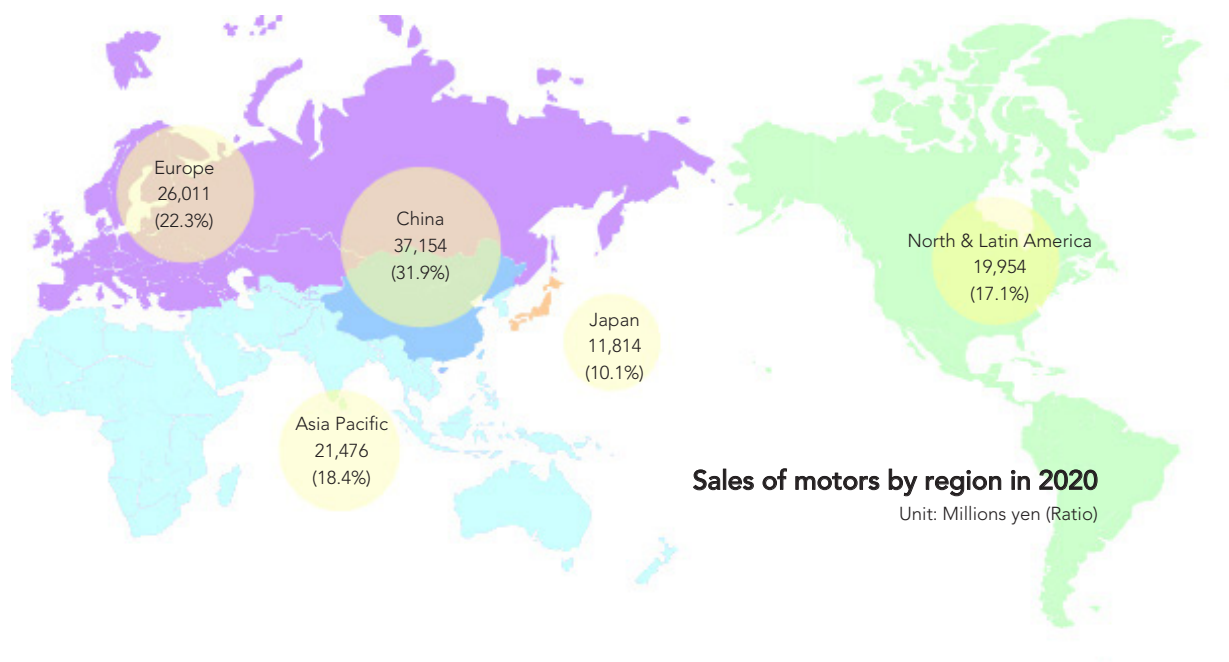 Europe
26,011
(22.3%)
China
37,154
(31.9%)
North & Latin America
19,954
(17.1%)
Japan
11,814
(10.1%)
Asia Pacific
21,476
(18.4%)
Sales of motors by region in 2020
Unit: Millions yen (Ratio)